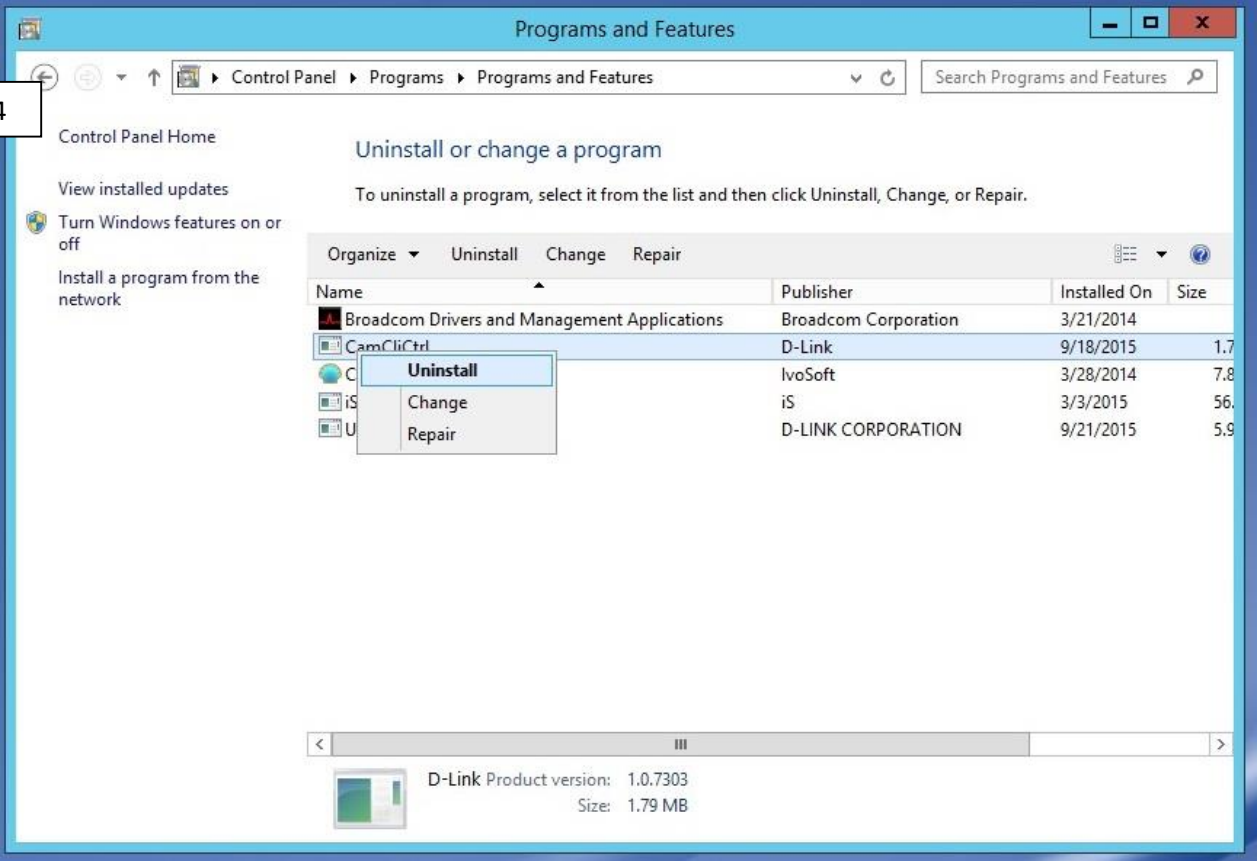 Programs and Features
Control Panel Programs Programs and Features
Search Programs and Features
4
Control Panel Home
View installed updates
Turn Windows features on or
off
Install a program from the
network
Uninstall or change a program
To uninstall a program, select it from the list and then click Uninstall, Change, or Repair.
Organize Uninstall Change Repair
Name Publisher Installed On Size
Broadcom Drivers and Management Applications Broadcom Corporation 3/21/2014
CamCliCtrl D-Link 9/18/2015 1.7
C IvoSoft 3/28/2014 7.8
iS iS 3/3/2015 56.
U D-LINK CORPORATION 9/21/2015 5.9
Uninstall
Change
Repair
D-Link Product version: 1.0.7303
Size: 1.79 MB